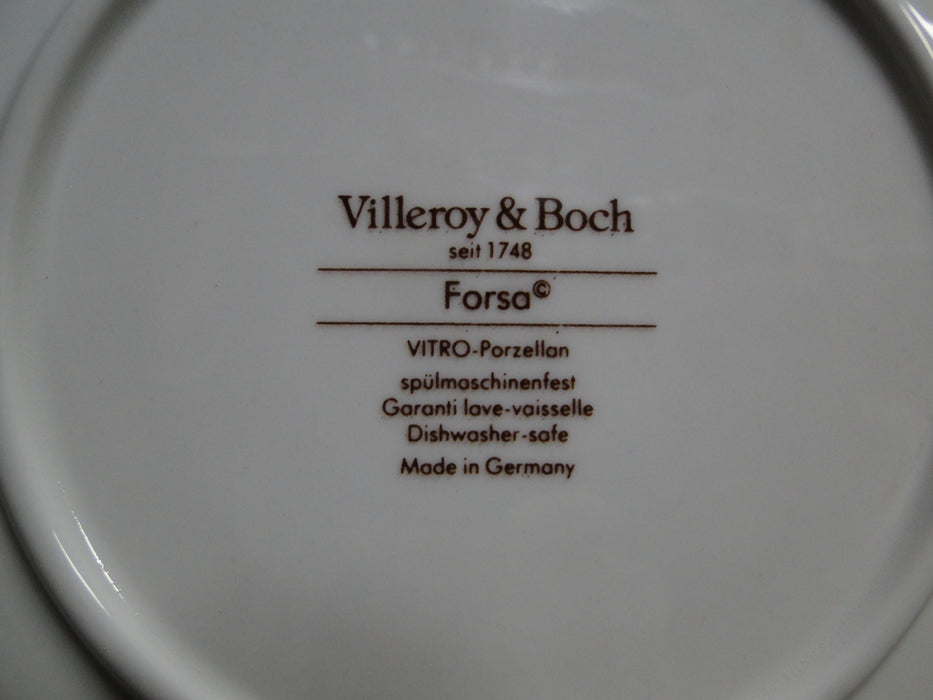 Villeroy & Boch
seit 1748
Forsa©
VITRO-Porzellan
spülmaschinenfest
Garanti lave-vaisselle
Dishwasher-safe
Made in Germany